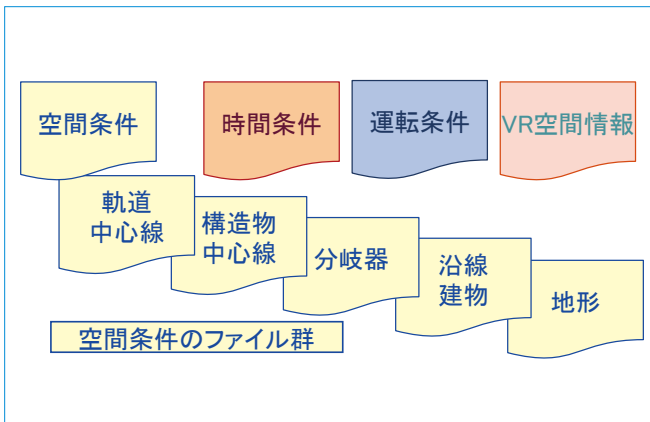 空間条件
時間条件
運転条件
VR空間情報
軌道
中心線
構造物
中心線
分岐器
沿線
建物
地形
空間条件のファイル群